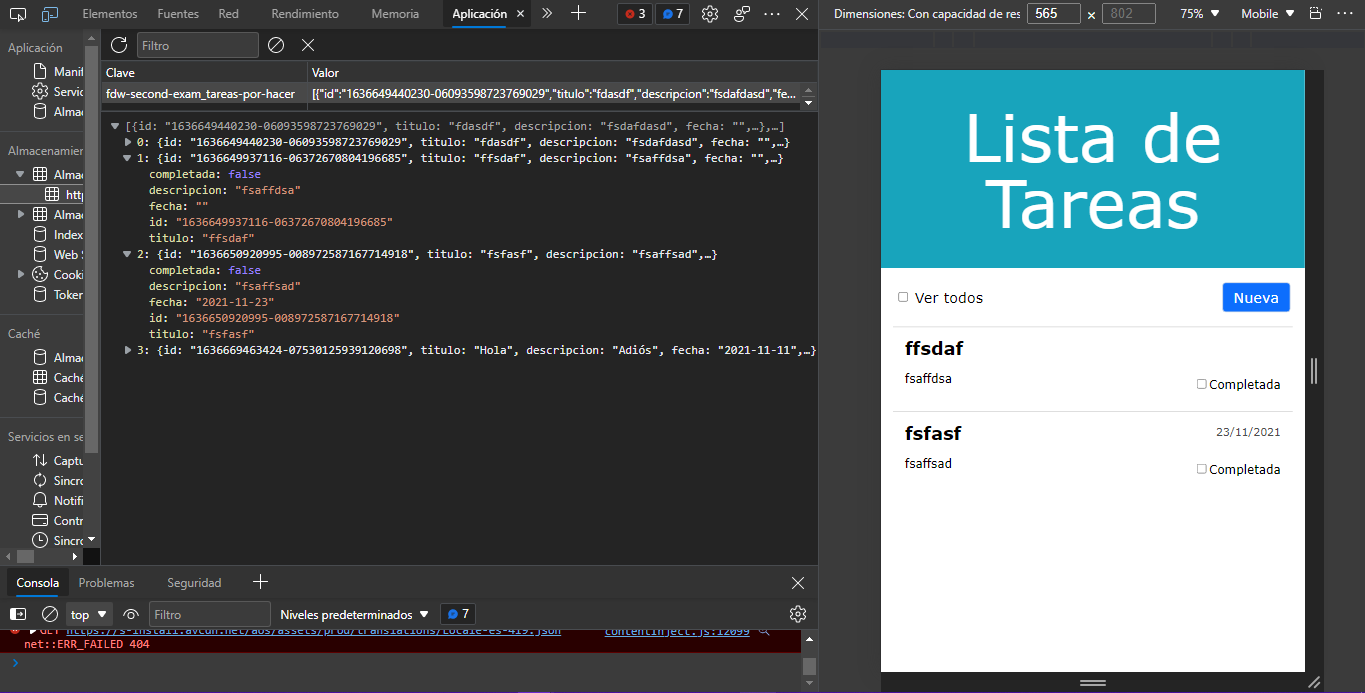 Elementos Fuentes Red Rendimiento Memoria Aplicación 3 7
Dimensiones: Con capacidad de res 565 x 802 75% Mobile
Aplicación
Manif
Servic
Almac
Almacenamier
Almac
http
Almac
Index
Web S
Cooki
Token
Caché
Almac
Caché
Caché
Servicios en se
Captu
Sincro
Notifi
Contr
Sincro
Filtro
Clave Valor
fdw-second-exam_tareas-por-hacer [{"id":"1636649440230-06093598723769029","titulo":"fdasdf","descripcion":"fsdafdasd","fe...
[{id: "1636649440230-06093598723769029", titulo: "fdasdf", descripcion: "fsdafdasd", fecha: "",…},…]
0: {id: "1636649440230-06093598723769029", titulo: "fdasdf", descripcion: "fsdafdasd", fecha: "",…}
1: {id: "1636649937116-06372670804196685", titulo: "ffsdaf", descripcion: "fsaffdsa", fecha: "",…}
completada: false
descripcion: "fsaffdsa"
fecha: ""
id: "1636649937116-06372670804196685"
titulo: "ffsdaf"
2: {id: "1636650920995-008972587167714918", titulo: "fsfasf", descripcion: "fsaffsad",…}
completada: false
descripcion: "fsaffsad"
fecha: "2021-11-23"
id: "1636650920995-008972587167714918"
titulo: "fsfasf"
3: {id: "1636669463424-07530125939120698", titulo: "Hola", descripcion: "Adiós", fecha: "2021-11-11",…}
Consola Problemas Seguridad
top Filtro Niveles predeterminados 7
GET https://s-install.avcdn.net/aos/assets/prod/translations/Locale-es-419.json contentInject.js:12099
net::ERR_FAILED 404
Lista de
Tareas
Ver todos Nueva
ffsdaf
fsaffdsa
Completada
fsfasf 23/11/2021
fsaffsad
Completada